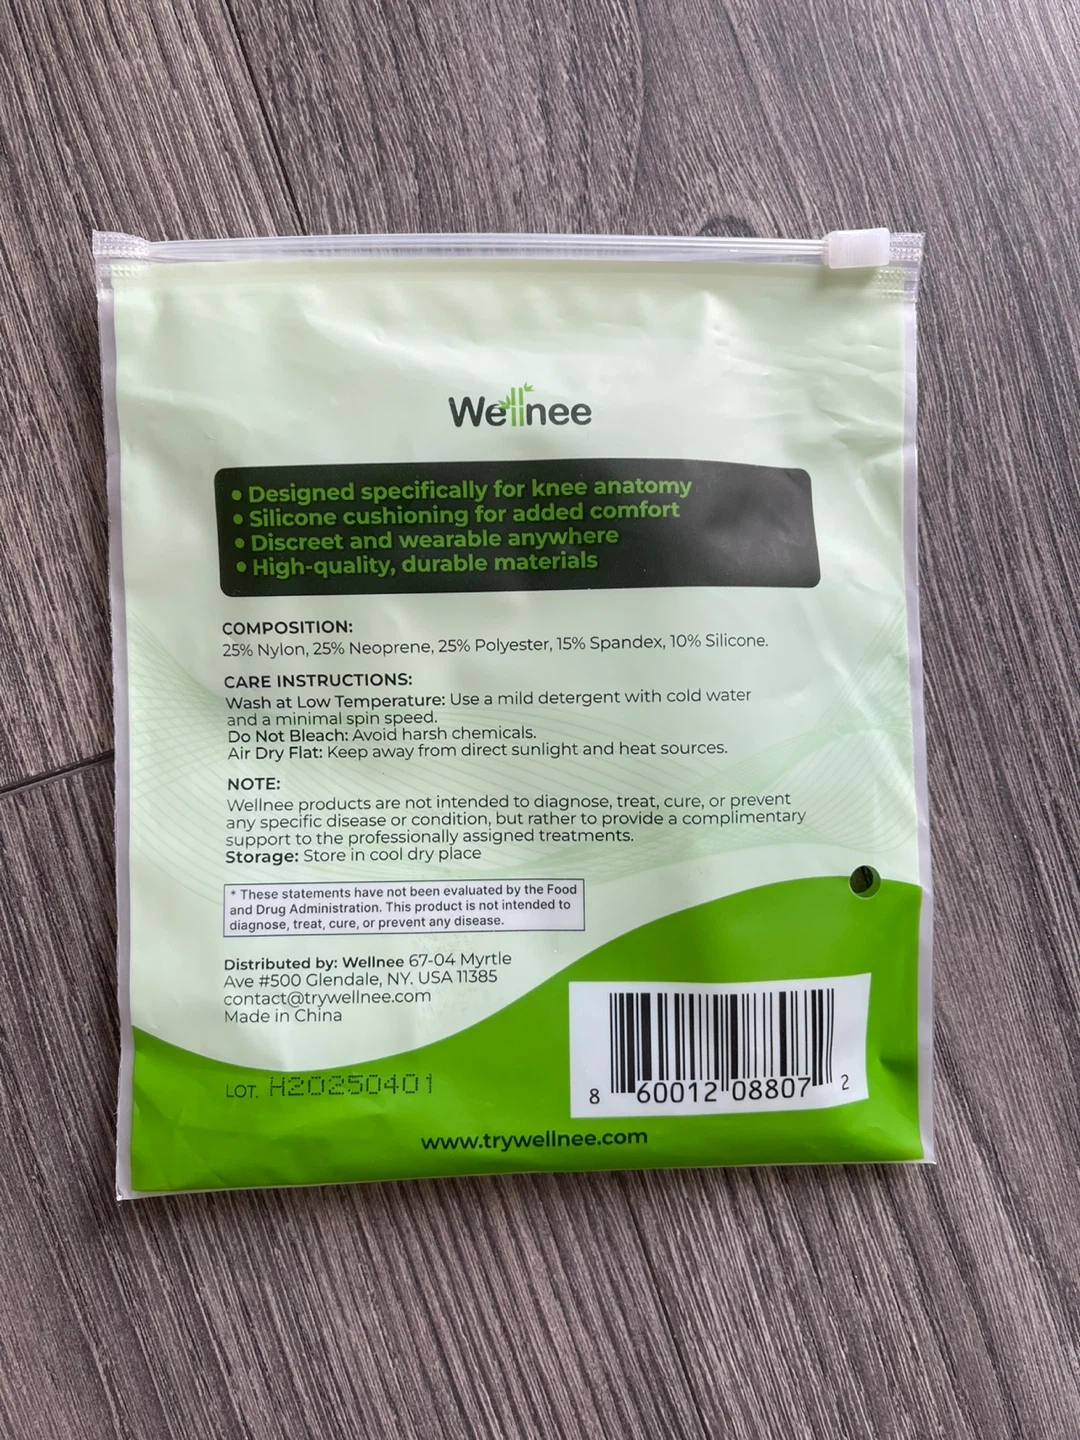 Wellnee
• Designed specifically for knee anatomy
• Silicone cushioning for added comfort
• Discreet and wearable anywhere
• High-quality, durable materials
COMPOSITION:
25% Nylon, 25% Neoprene, 25% Polyester, 15% Spandex, 10% Silicone.
CARE INSTRUCTIONS:
Wash at Low Temperature: Use a mild detergent with cold water
and a minimal spin speed.
Do Not Bleach: Avoid harsh chemicals.
Air Dry Flat: Keep away from direct sunlight and heat sources.
NOTE:
Wellnee products are not intended to diagnose, treat, cure, or prevent
any specific disease or condition, but rather to provide a complimentary
support to the professionally assigned treatments.
Storage: Store in cool dry place
* These statements have not been evaluated by the Food
and Drug Administration. This product is not intended to
diagnose, treat, cure, or prevent any disease.
Distributed by: Wellnee 67-04 Myrtle
Ave #500 Glendale, NY. USA 11385
contact@trywellnee.com
Made in China
LOT. H20250401
8 60012 08807 2
www.trywellnee.com